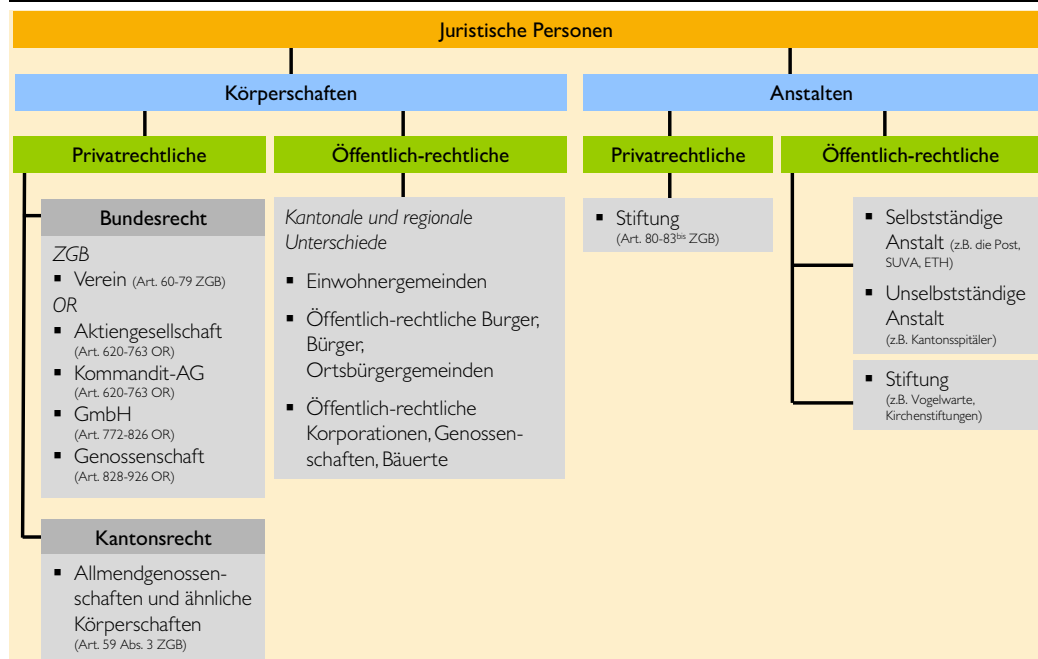 Juristische Personen
Körperschaften
Anstalten
Privatrechtliche
Öffentlich-rechtliche
Privatrechtliche
Öffentlich-rechtliche
Bundesrecht
ZGB
▪ Verein (Art. 60-79 ZGB)
OR
▪ Aktiengesellschaft
(Art. 620-763 OR)
▪ Kommandit-AG
(Art. 620-763 OR)
▪ GmbH
(Art. 772-826 OR)
▪ Genossenschaft
(Art. 828-926 OR)
Kantonsrecht
▪ Allmendgenossen-
schaften und ähnliche
Körperschaften
(Art. 59 Abs. 3 ZGB)
Kantonale und regionale
Unterschiede
▪ Einwohnergemeinden
▪ Öffentlich-rechtliche Burger,
Bürger,
Ortsbürgergemeinden
▪ Öffentlich-rechtliche
Korporationen, Genossen-
schaften, Bäuerte
▪ Stiftung
(Art. 80-83bis ZGB)
▪ Selbstständige
Anstalt (z.B. die Post,
SUVA, ETH)
▪ Unselbstständige
Anstalt
(z.B. Kantonsspitäler)
▪ Stiftung
(z.B. Vogelwarte,
Kirchenstiftungen)